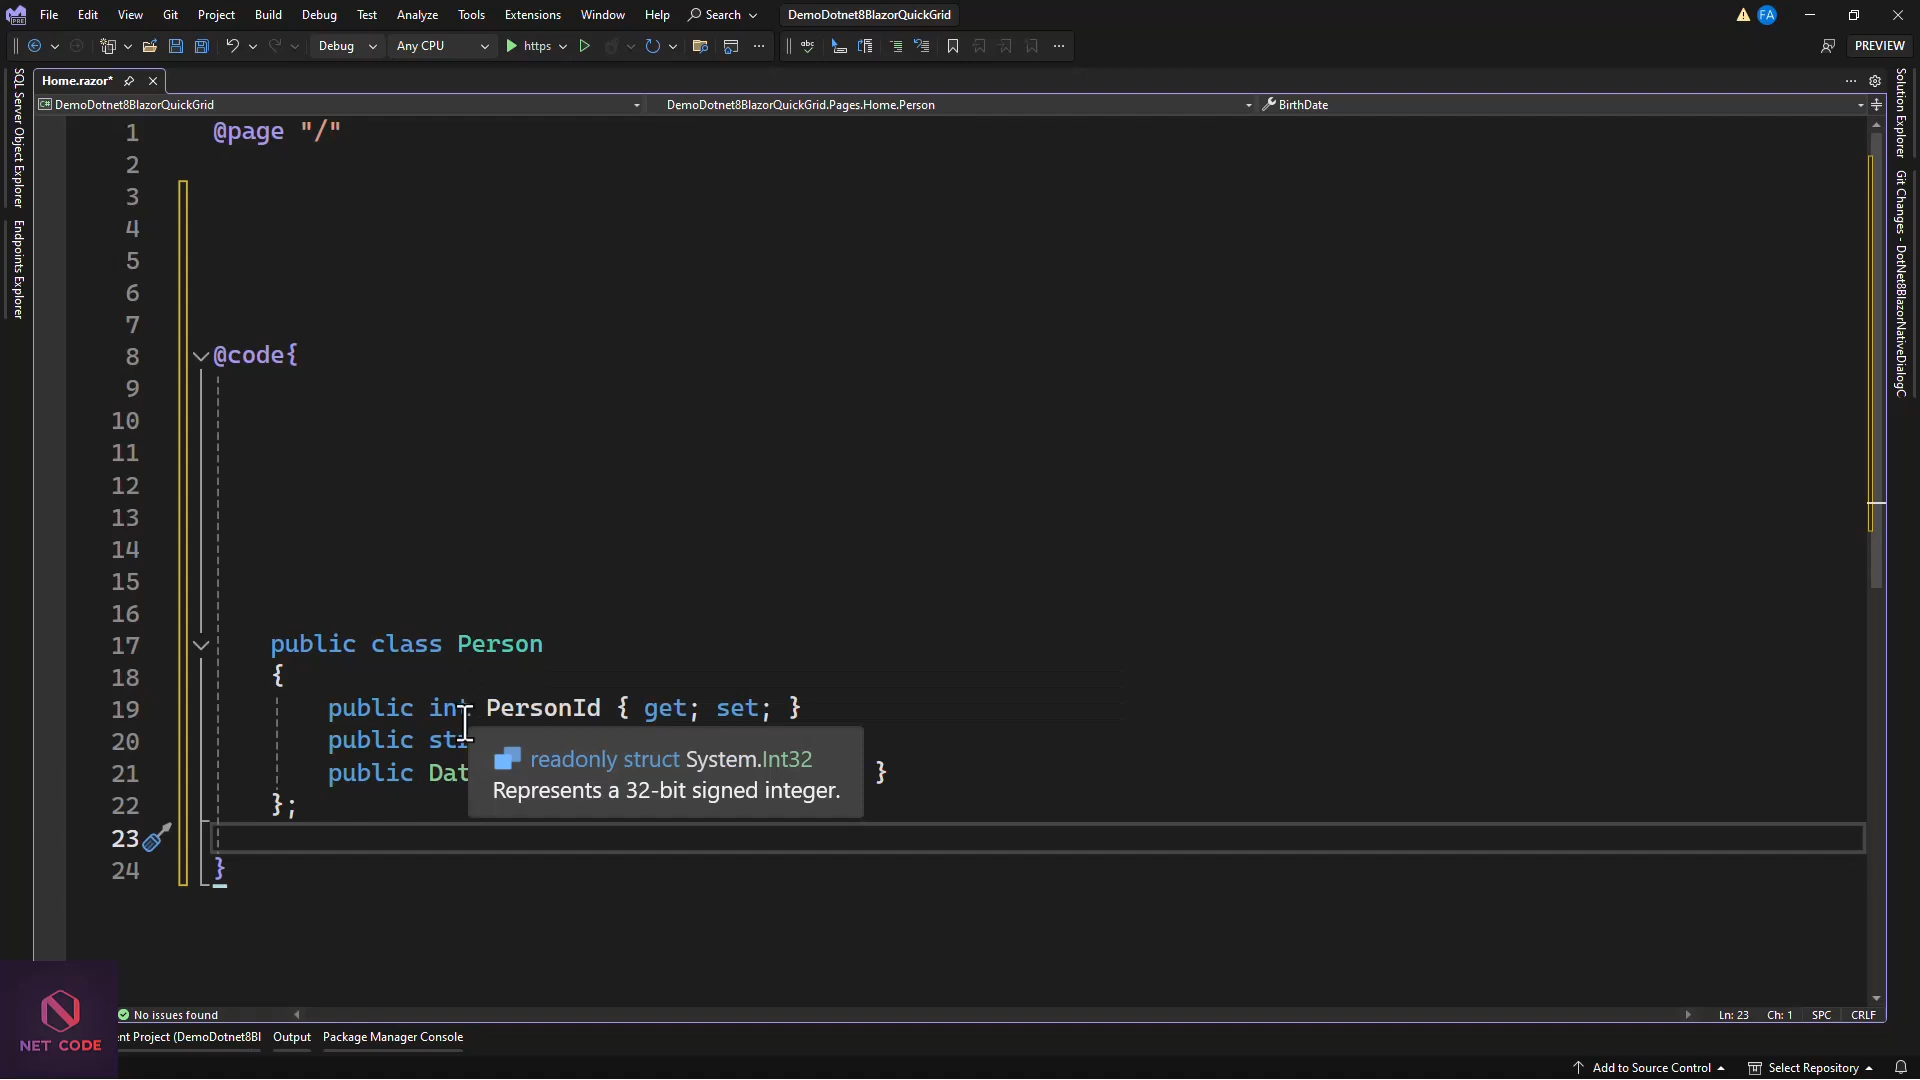 File Edit View Git Project Build Debug Test Analyze Tools Extensions Window Help Search DemoDotnet8BlazorQuickGrid FA
Debug Any CPU https PREVIEW
Home.razor*
DemoDotnet8BlazorQuickGrid DemoDotnet8BlazorQuickGrid.Pages.Home.Person BirthDate
SQL Server Object Explorer
Endpoints Explorer
Solution Explorer
Git Changes - DotNet8BlazorNativeDialogC
1 @page "/"
2
3
4
5
6
7
8 @code{
9
10
11
12
13
14
15
16
17 public class Person
18 {
19 public int PersonId { get; set; }
20 public str
21 public Dat }
22 };
23
24 }
readonly struct System.Int32
Represents a 32-bit signed integer.
No issues found Ln: 23 Ch: 1 SPC CRLF
ent Project (DemoDotnet8Bl Output Package Manager Console
NET CODE
Add to Source Control Select Repository